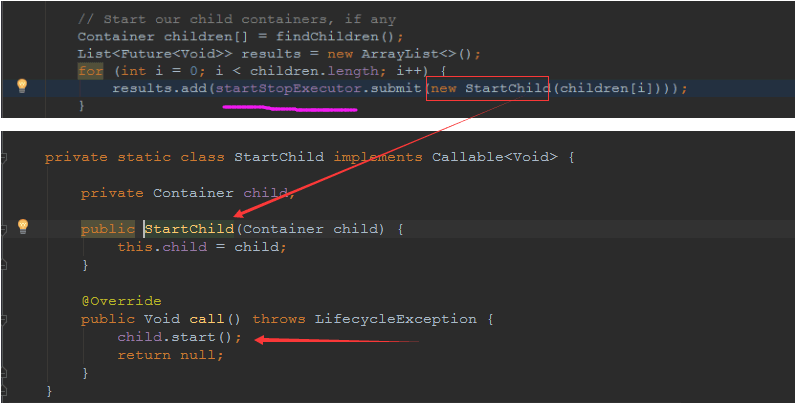 // Start our child containers, if any
Container children[] = findChildren();
List<Future<Void>> results = new ArrayList<>();
for (int i = 0; i < children.length; i++) {
    results.add(startStopExecutor.submit(new StartChild(children[i])));
}
private static class StartChild implements Callable<Void> {
    private Container child;
    public StartChild(Container child) {
        this.child = child;
    }
    @Override
    public Void call() throws LifecycleException {
        child.start();
        return null;
    }
}